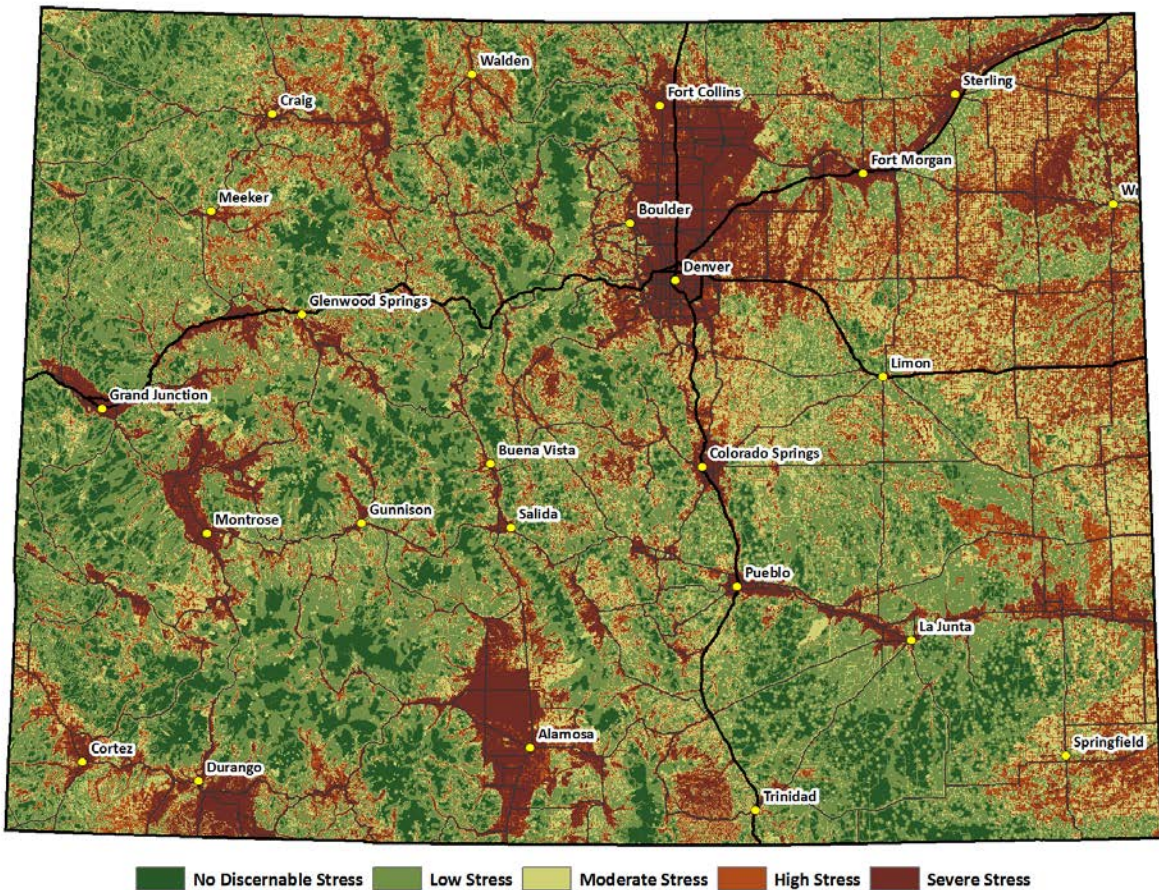 Walden
Craig
Fort Collins
Sterling
Fort Morgan
Meeker
Wr
Boulder
Denver
Glenwood Springs
Limon
Grand Junction
Buena Vista
Colorado Springs
Gunnison
Salida
Montrose
Pueblo
La Junta
Alamosa
Springfield
Cortez
Durango
Trinidad
No Discernable Stress Low Stress Moderate Stress High Stress Severe Stress